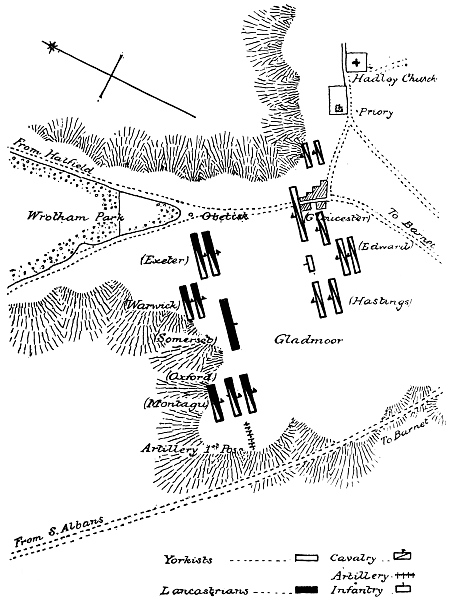 Hadley Church
Priory
From Hatfield
Wrotham Park
Obelisk
(Gloucester)
To Barnet
(Exeter)
(Edward)
(Warwick)
(Hastings)
(Somerset)
Gladmoor
(Oxford)
(Montagu)
Artillery 1st Pos.
To Barnet
From S. Albans
Yorkists Cavalry
Artillery
Lancastrians Infantry